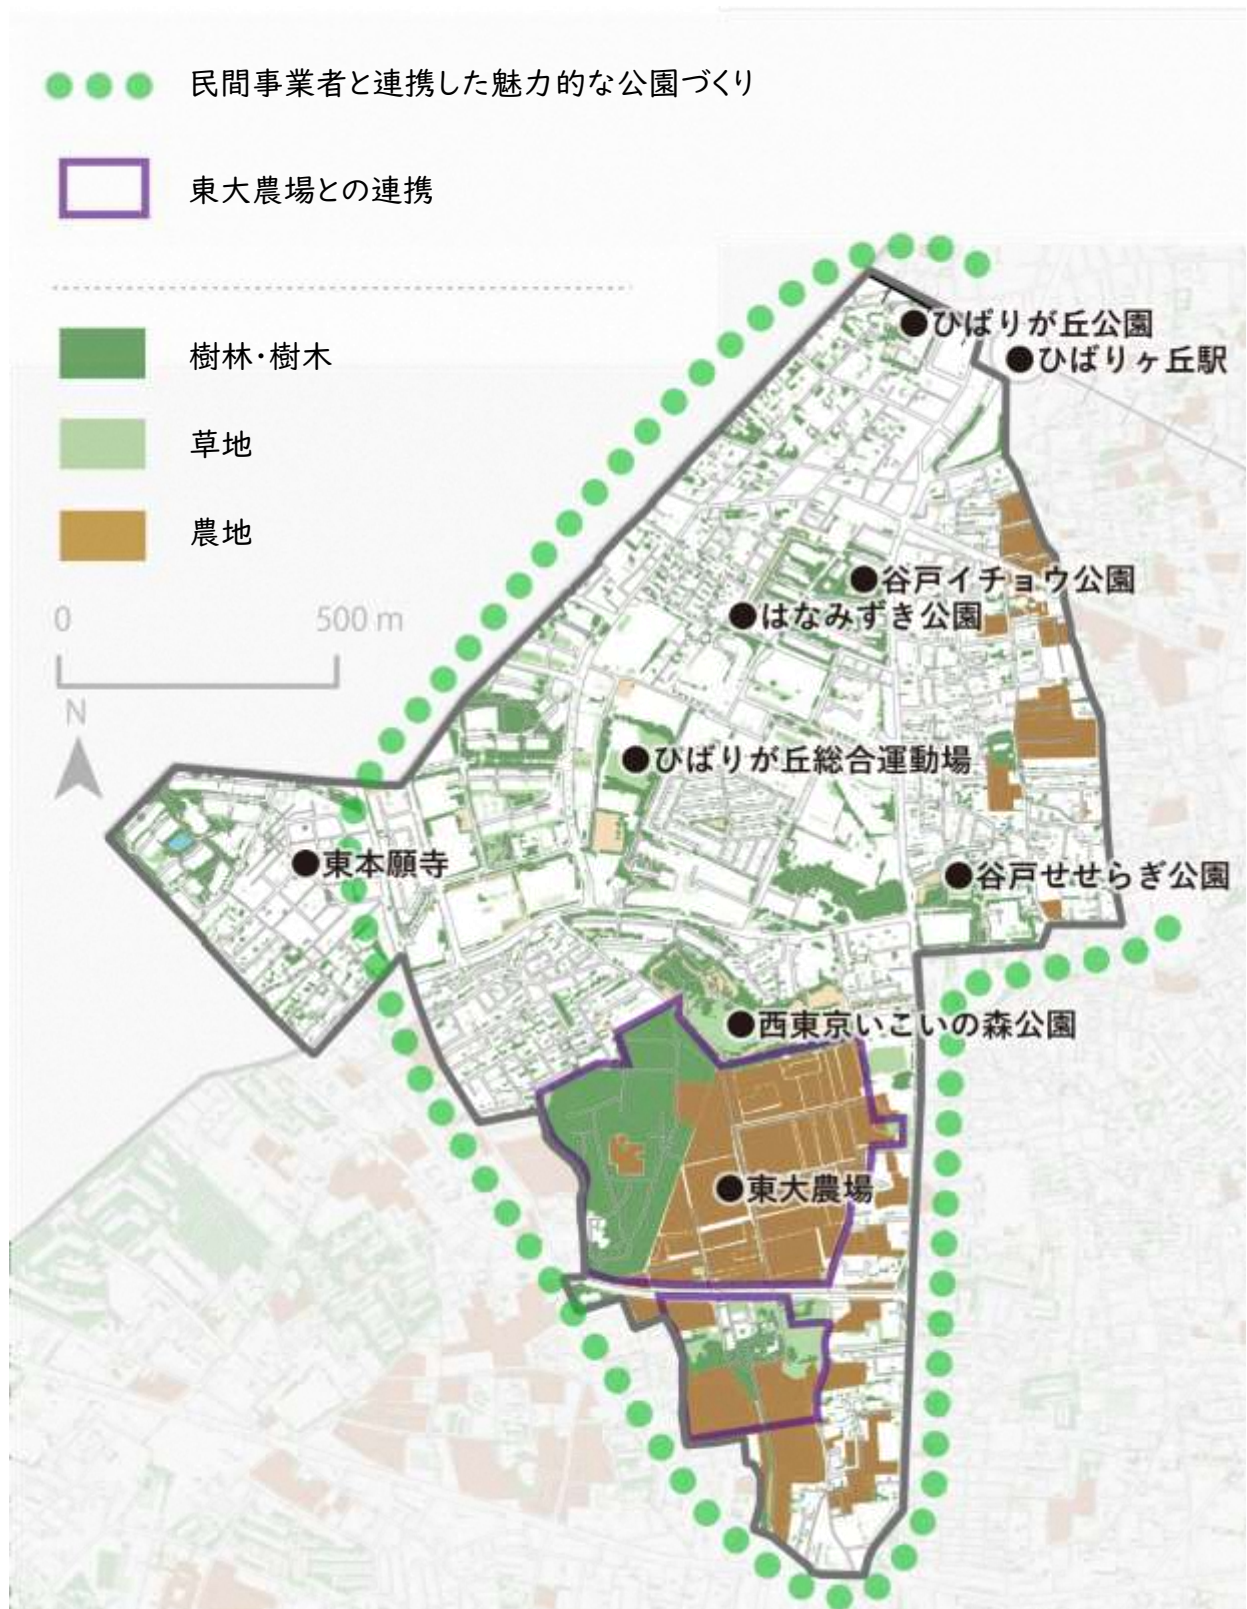 民間事業者と連携した魅力的な公園づくり
東大農場との連携
樹林・樹木
草地
農地
0 500 m
N
ひばりが丘公園
ひばりヶ丘駅
谷戸イチョウ公園
はなみずき公園
ひばりが丘総合運動場
東本願寺
谷戸せせらぎ公園
西東京いこいの森公園
東大農場